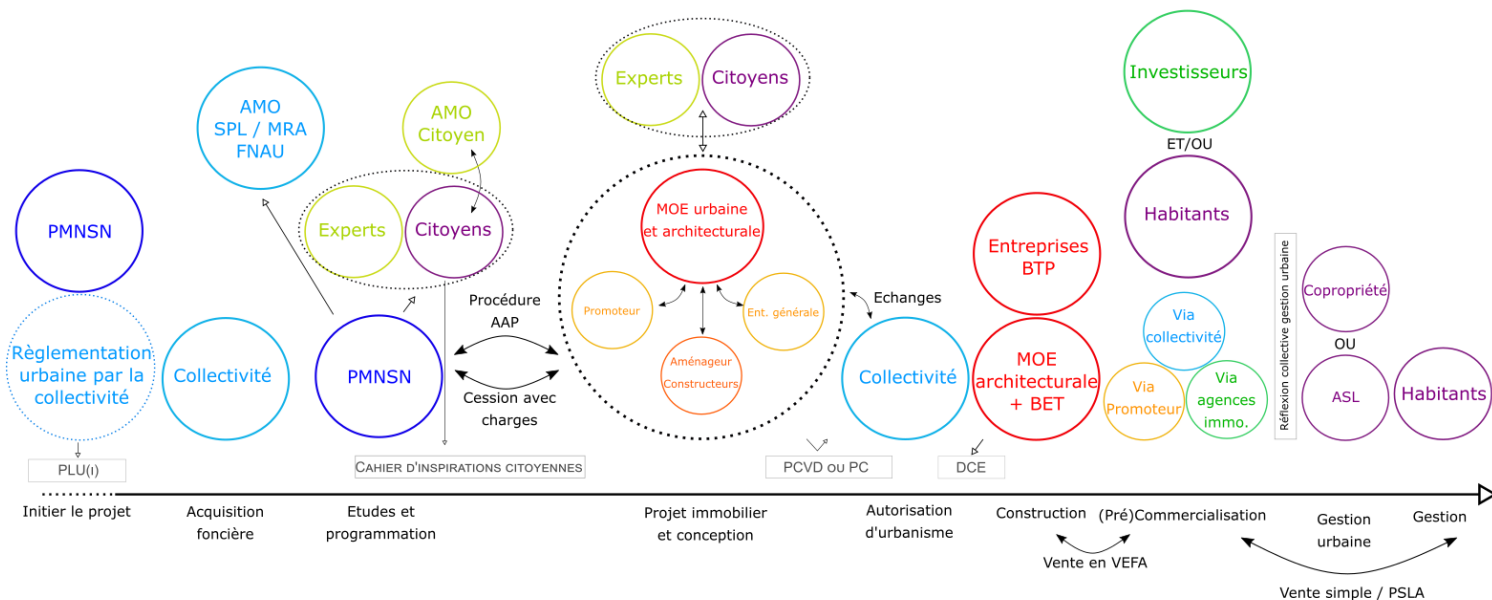 PMNSN
Règlementation
urbaine par la
collectivité
PLU(I)
Initier le projet
Collectivité
Acquisition
foncière
AMO
SPL / MRA
FNAU
AMO
Citoyen
Experts
Citoyens
PMNSN
CAHIER D'INSPIRATIONS CITOYENNES
Etudes et
programmation
Procédure
AAP
Cession avec
charges
Experts
Citoyens
MOE urbaine
et architecturale
Promoteur
Ent. générale
Aménageur
Constructeurs
Projet immobilier
et conception
Echanges
Collectivité
PCVD OU PC
Autorisation
d'urbanisme
DCE
Entreprises
BTP
MOE
architecturale
+ BET
Construction
Investisseurs
ET/OU
Habitants
Via
collectivité
Via
Promoteur
Via
agences
immo.
(Pré)Commercialisation
Vente en VEFA
Réflexion collective gestion urbaine
Copropriété
OU
ASL
Habitants
Gestion
urbaine
Gestion
Vente simple / PSLA